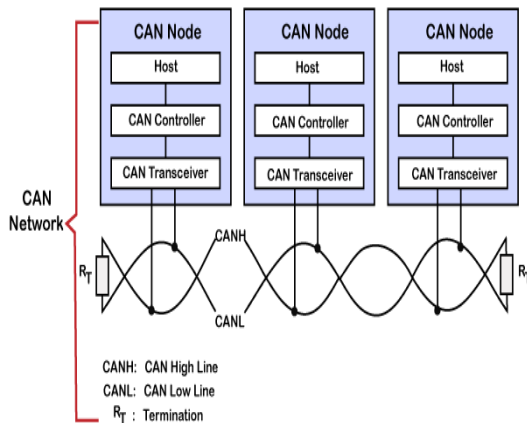 CAN Node
CAN Node
CAN Node
Host
Host
Host
CAN Controller
CAN Controller
CAN Controller
CAN Transceiver
CAN Transceiver
CAN Transceiver
CAN
Network
CANH
RT
RT
CANL
CANH: CAN High Line
CANL: CAN Low Line
RT : Termination